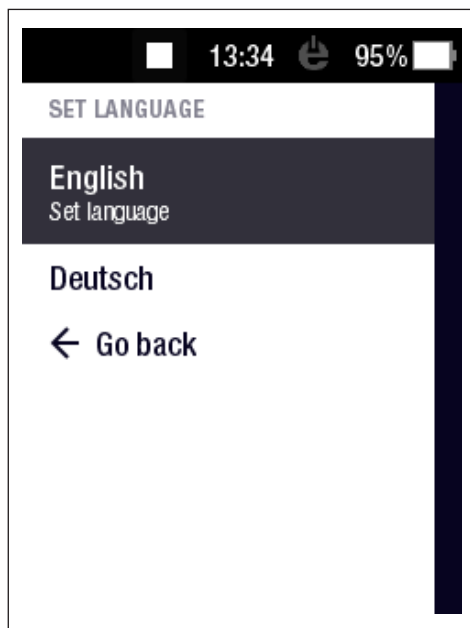 13:34 95%
SET LANGUAGE
English
Set language
Deutsch
← Go back